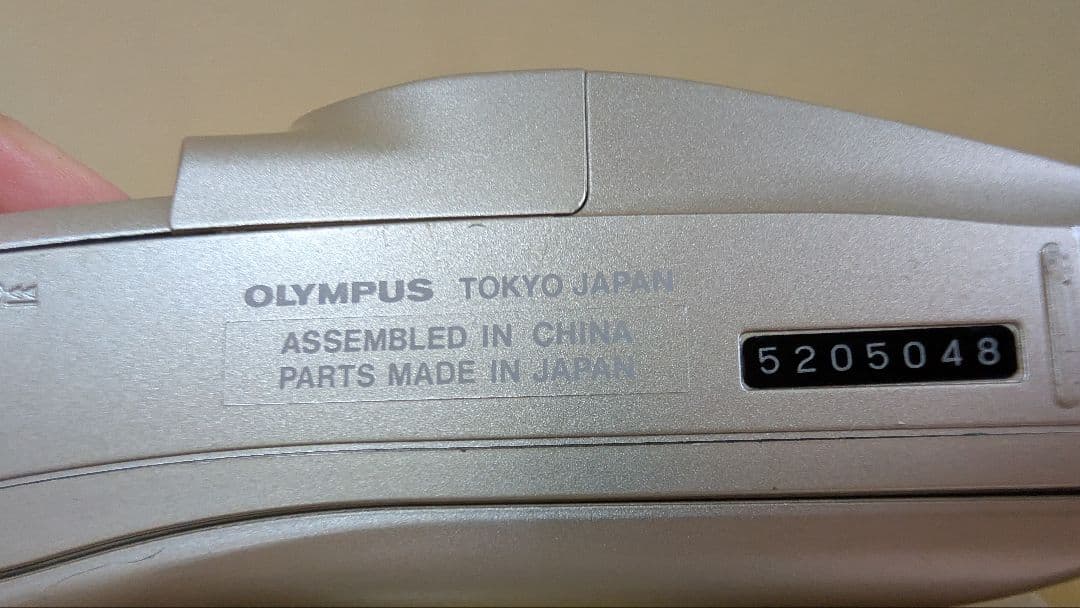 OLYMPUS TOKYO JAPAN
ASSEMBLED IN CHINA
PARTS MADE IN JAPAN
5205048